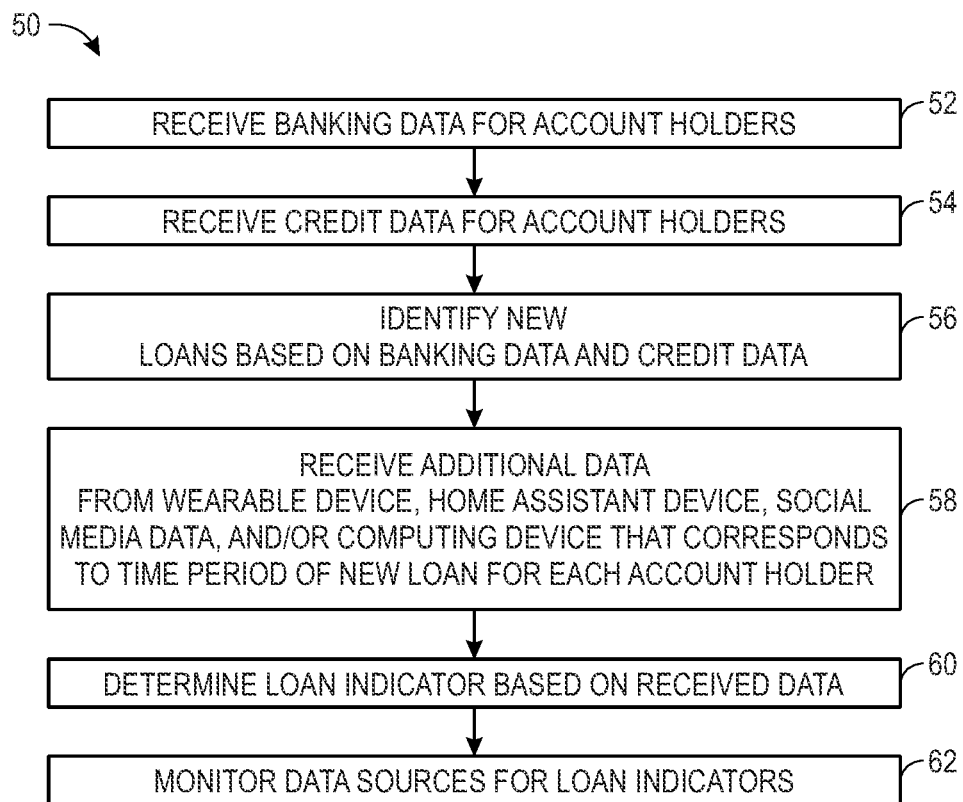 50
RECEIVE BANKING DATA FOR ACCOUNT HOLDERS
52
RECEIVE CREDIT DATA FOR ACCOUNT HOLDERS
54
IDENTIFY NEW
LOANS BASED ON BANKING DATA AND CREDIT DATA
56
RECEIVE ADDITIONAL DATA
FROM WEARABLE DEVICE, HOME ASSISTANT DEVICE, SOCIAL
MEDIA DATA, AND/OR COMPUTING DEVICE THAT CORRESPONDS
TO TIME PERIOD OF NEW LOAN FOR EACH ACCOUNT HOLDER
58
DETERMINE LOAN INDICATOR BASED ON RECEIVED DATA
60
MONITOR DATA SOURCES FOR LOAN INDICATORS
62